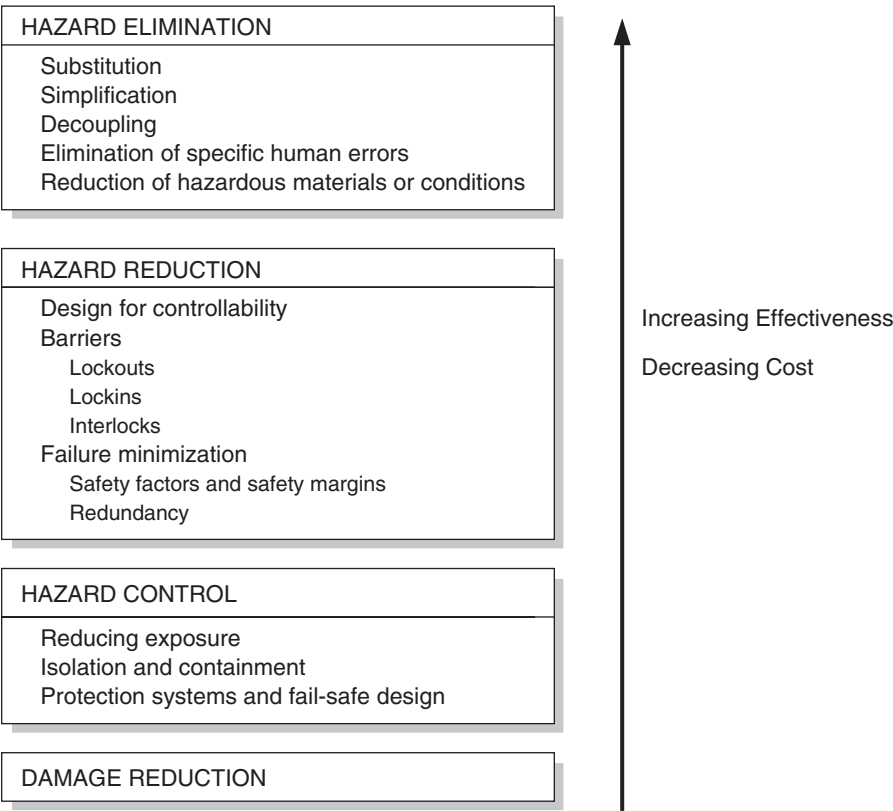 HAZARD ELIMINATION
Substitution
Simplification
Decoupling
Elimination of specific human errors
Reduction of hazardous materials or conditions
HAZARD REDUCTION
Design for controllability
Barriers
Lockouts
Lockins
Interlocks
Failure minimization
Safety factors and safety margins
Redundancy
HAZARD CONTROL
Reducing exposure
Isolation and containment
Protection systems and fail-safe design
DAMAGE REDUCTION
Increasing Effectiveness
Decreasing Cost